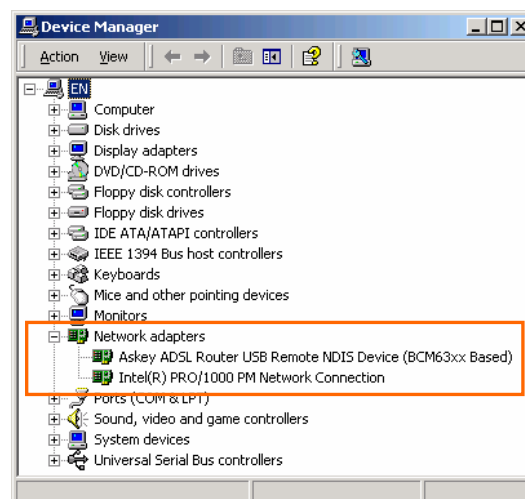 Device Manager
Action View
EN
Computer
Disk drives
Display adapters
DVD/CD-ROM drives
Floppy disk controllers
Floppy disk drives
IDE ATA/ATAPI controllers
IEEE 1394 Bus host controllers
Keyboards
Mice and other pointing devices
Monitors
Network adapters
Askey ADSL Router USB Remote NDIS Device (BCM63xx Based)
Intel(R) PRO/1000 PM Network Connection
Ports (COM & LPT)
Sound, video and game controllers
System devices
Universal Serial Bus controllers